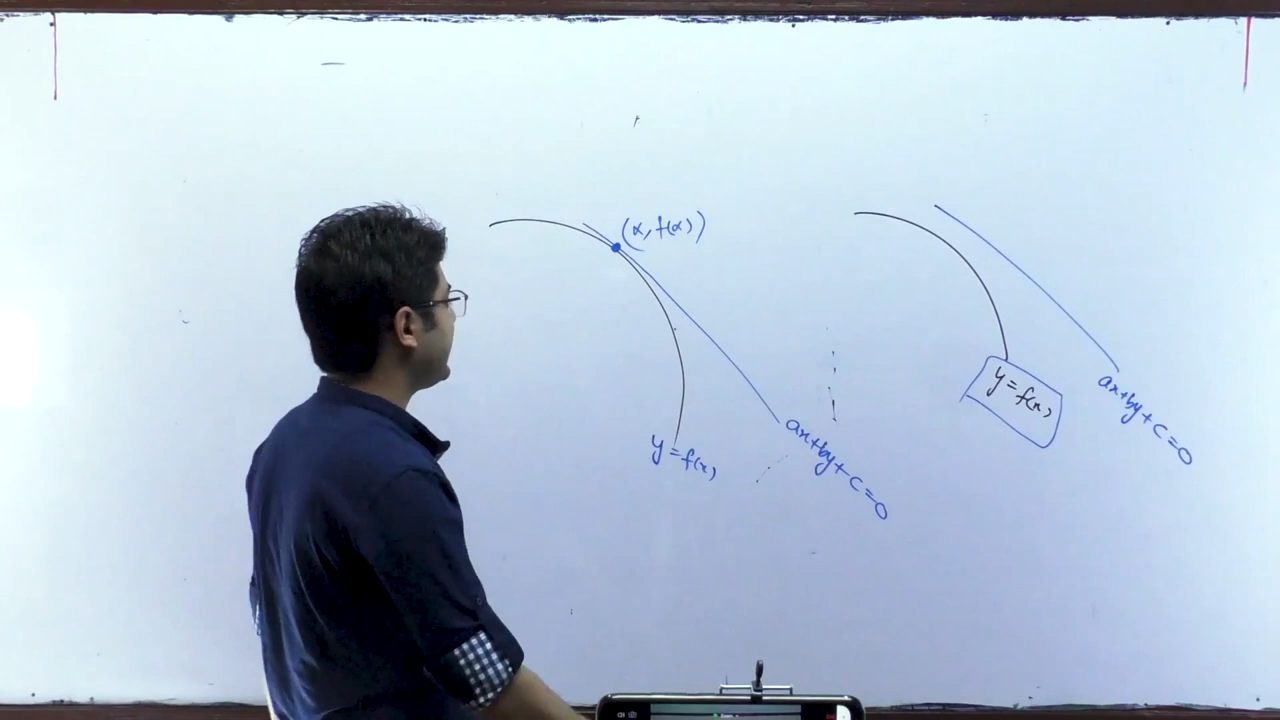 (α, f(α))
y=f(x)
ax+by+c=0
y=f(x)
ax+by+c=0